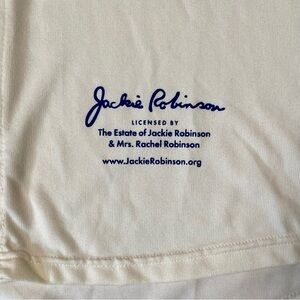 Jackie Robinson
LICENSED BY
The Estate of Jackie Robinson
& Mrs. Rachel Robinson
www.JackieRobinson.org